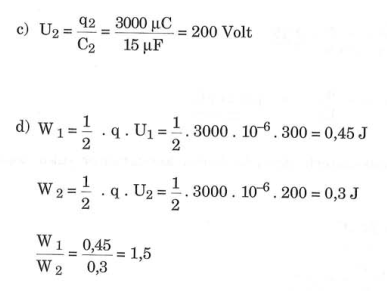 c) U₂ = q₂/C₂ = 3000 μC/15 μF = 200 Volt
d) W₁ = 1/2 . q . U₁ = 1/2 . 3000 . 10⁻⁶ . 300 = 0,45 J
W₂ = 1/2 . q . U₂ = 1/2 . 3000 . 10⁻⁶ . 200 = 0,3 J
W₁/W₂ = 0,45/0,3 = 1,5